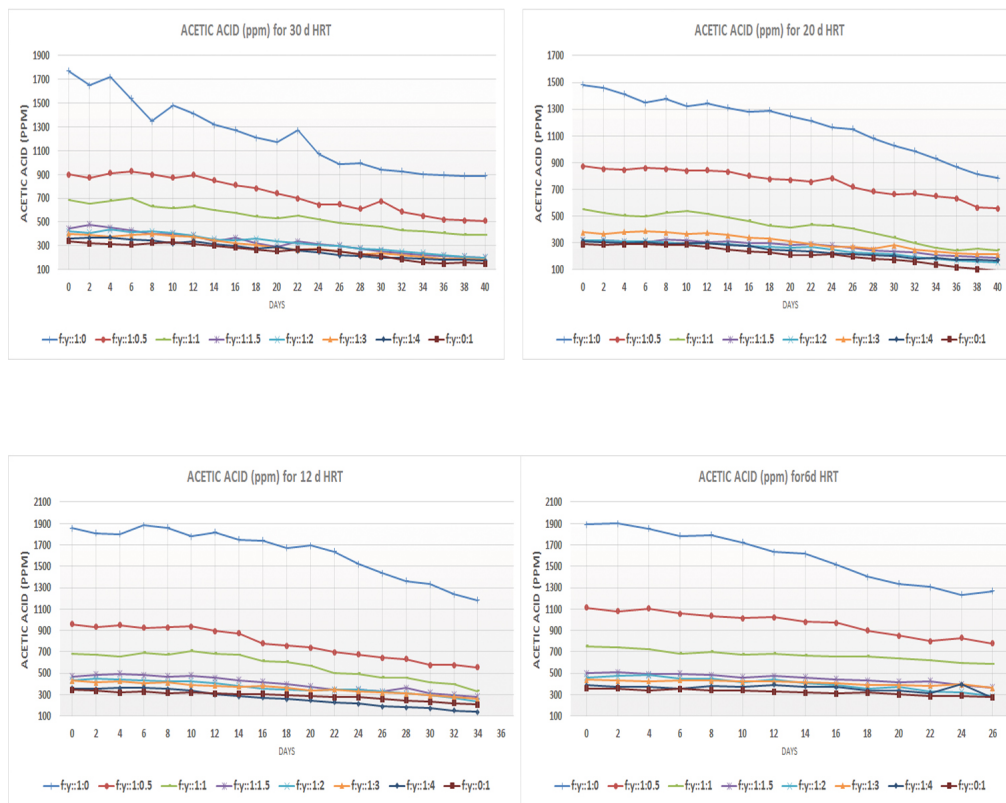 ACETIC ACID (ppm) for 30 d HRT
1900
1700
1500
1300
1100
900
700
500
300
100
ACETIC ACID (PPM)
0 2 4 6 8 10 12 14 16 18 20 22 24 26 28 30 32 34 36 38 40
DAYS
f:y::1:0 f:y::1:0.5 f:y::1:1 f:y::1:1.5 f:y::1:2 f:y::1:3 f:y::1:4 f:y::0:1
ACETIC ACID (ppm) for 20 d HRT
1700
1500
1300
1100
900
700
500
300
100
ACETIC ACID (PPM)
0 2 4 6 8 10 12 14 16 18 20 22 24 26 28 30 32 34 36 38 40
DAYS
f:y::1:0 f:y::1:0.5 f:y::1:1 f:y::1:1.5 f:y::1:2 f:y::1:3 f:y::1:4 f:y::0:1
ACETIC ACID (ppm) for 12 d HRT
2100
1900
1700
1500
1300
1100
900
700
500
300
100
ACETIC ACID (PPM)
0 2 4 6 8 10 12 14 16 18 20 22 24 26 28 30 32 34 36
DAYS
f:y::1:0 f:y::1:0.5 f:y::1:1 f:y::1:1.5 f:y::1:2 f:y::1:3 f:y::1:4 f:y::0:1
ACETIC ACID (ppm) for6d HRT
2100
1900
1700
1500
1300
1100
900
700
500
300
100
ACETIC ACID (PPM)
0 2 4 6 8 10 12 14 16 18 20 22 24 26
DAYS
f:y::1:0 f:y::1:0.5 f:y::1:1 f:y::1:1.5 f:y::1:2 f:y::1:3 f:y::1:4 f:y::0:1